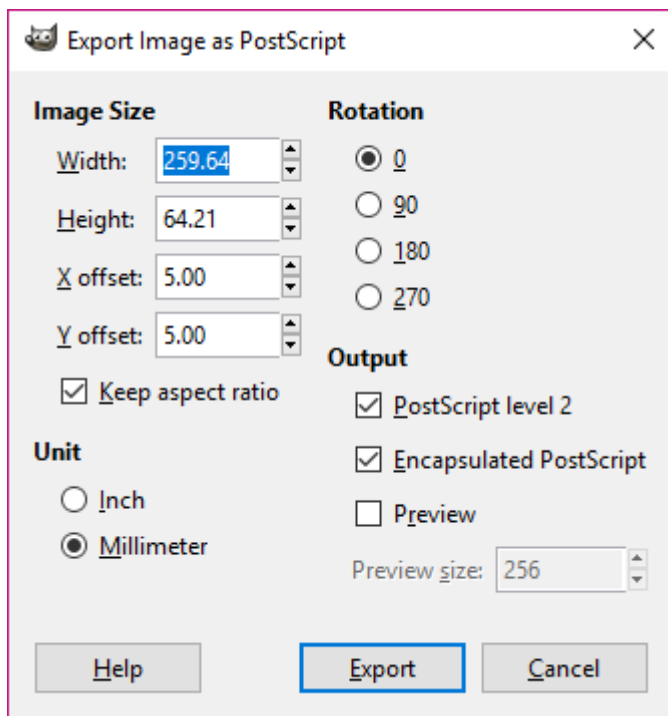 Export Image as PostScript
Image Size
Width: 259.64
Height: 64.21
X offset: 5.00
Y offset: 5.00
Keep aspect ratio
Unit
Inch
Millimeter
Rotation
0
90
180
270
Output
PostScript level 2
Encapsulated PostScript
Preview
Preview size: 256
Help Export Cancel